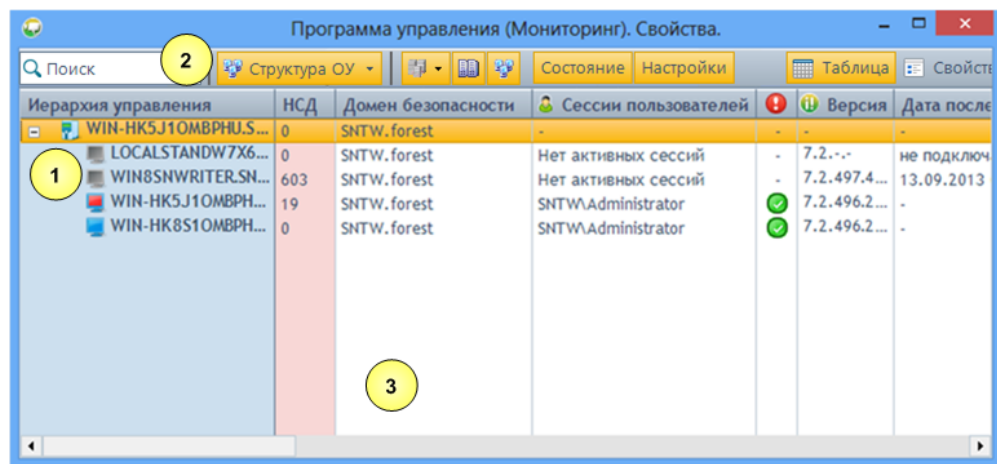 Программа управления (Мониторинг). Свойства.
Поиск 2 Структура ОУ Состояние Настройки Таблица Свойств
Иерархия управления НСД Домен безопасности Сессии пользователей Версия Дата после
WIN-HK5J1OMBPHU.S... 0 SNTW.forest - - - -
LOCALSTANDW7X6... 0 SNTW.forest Нет активных сессий - 7.2.-.- не подключ
1 WIN8SNWRITER.SN... 603 SNTW.forest Нет активных сессий - 7.2.497.4... 13.09.2013
WIN-HK5J1OMBPH... 19 SNTW.forest SNTW\Administrator 7.2.496.2... -
WIN-HK8S1OMBPH... 0 SNTW.forest SNTW\Administrator 7.2.496.2... -
3